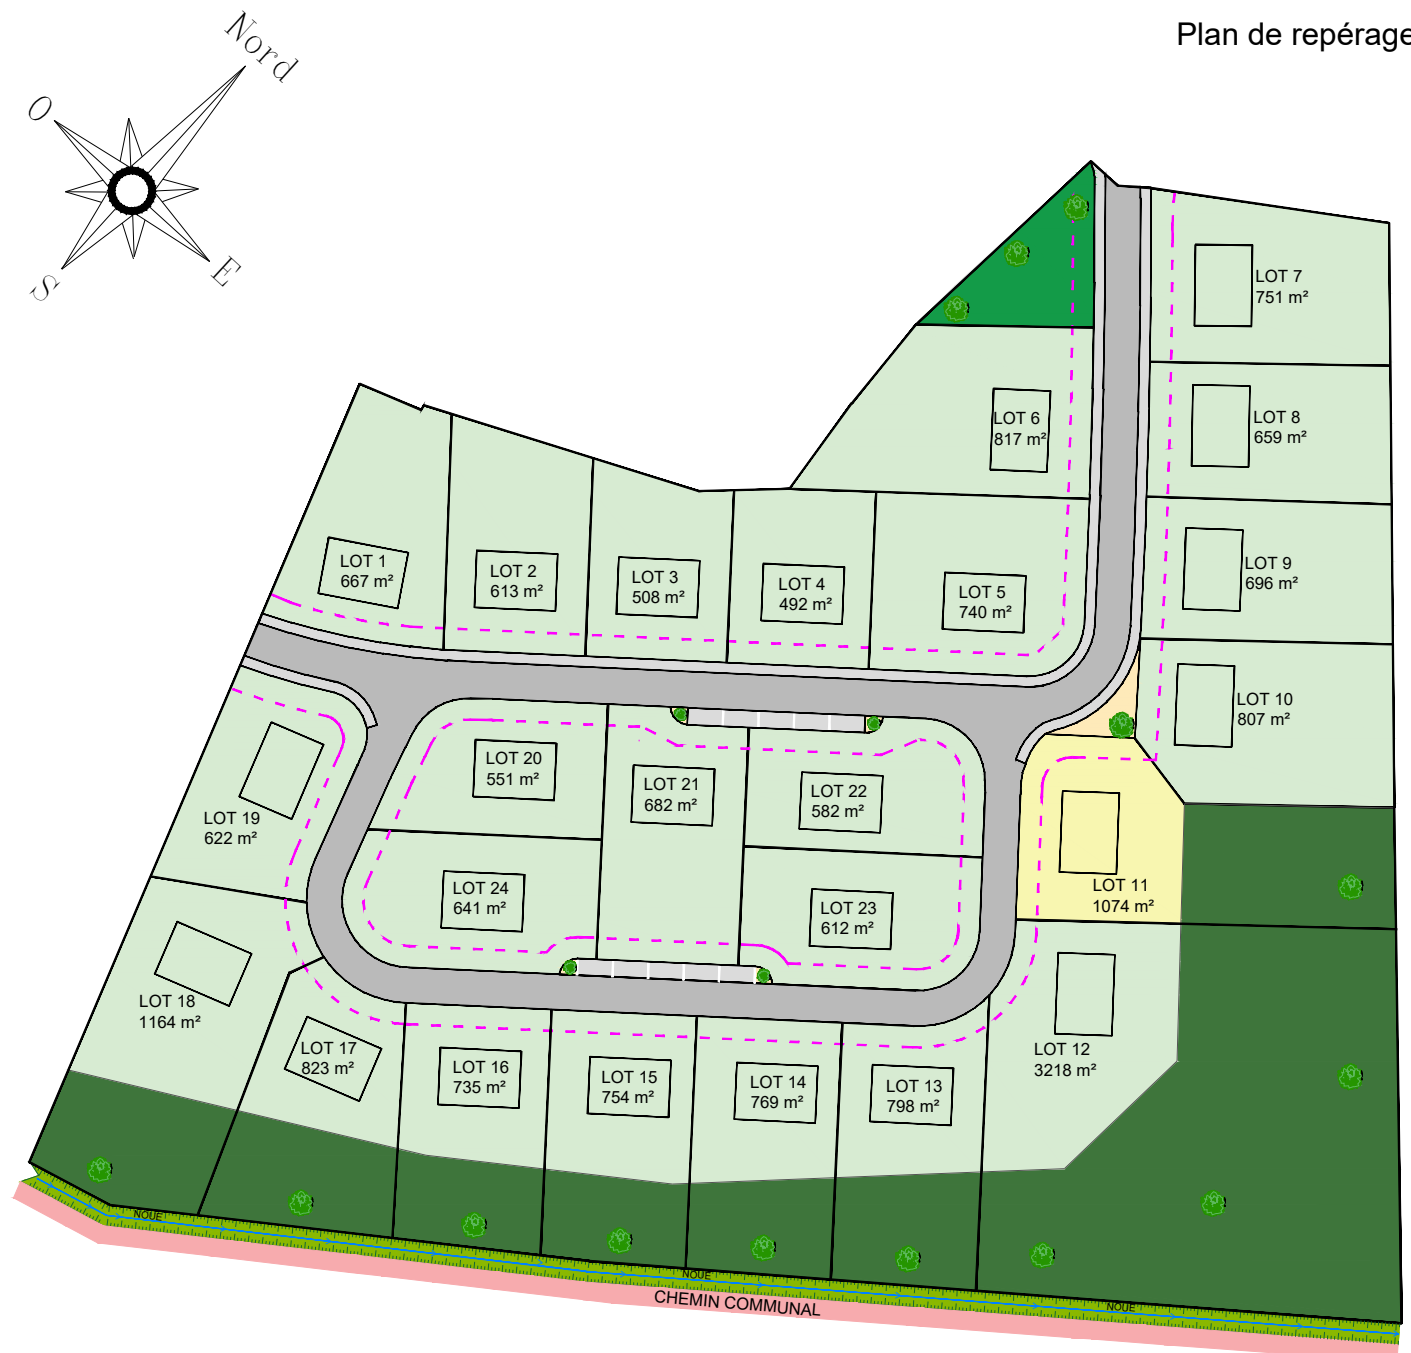 Plan de repérage
Nord
O
S
E
LOT 7
751 m²
LOT 6
817 m²
LOT 8
659 m²
LOT 1
667 m²
LOT 2
613 m²
LOT 3
508 m²
LOT 4
492 m²
LOT 5
740 m²
LOT 9
696 m²
LOT 10
807 m²
LOT 19
622 m²
LOT 20
551 m²
LOT 21
682 m²
LOT 22
582 m²
LOT 11
1074 m²
LOT 24
641 m²
LOT 23
612 m²
LOT 18
1164 m²
LOT 17
823 m²
LOT 16
735 m²
LOT 15
754 m²
LOT 14
769 m²
LOT 13
798 m²
LOT 12
3218 m²
NOUE
NOUE
NOUE
CHEMIN COMMUNAL